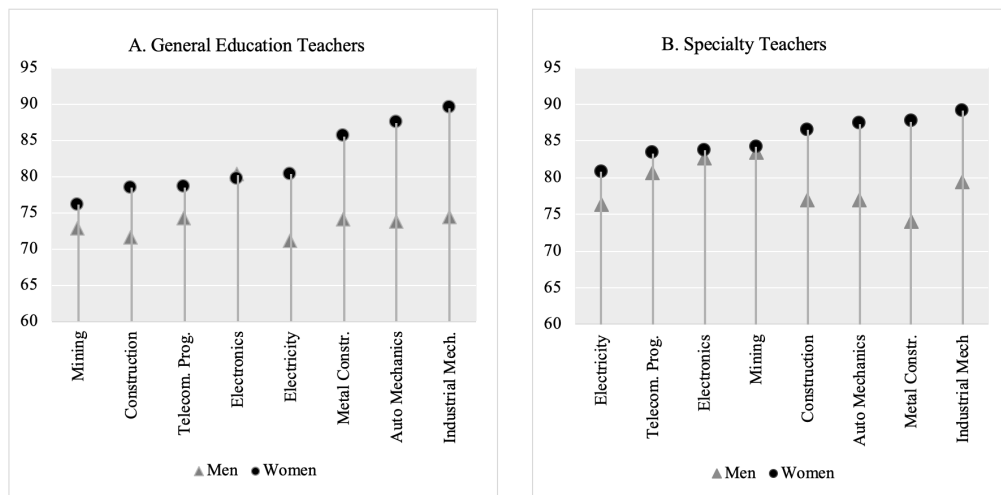 A. General Education Teachers
95
90
85
80
75
70
65
60
Mining
Construction
Telecom. Prog.
Electronics
Electricity
Metal Constr.
Auto Mechanics
Industrial Mech.
Men
Women
B. Specialty Teachers
95
90
85
80
75
70
65
60
Electricity
Telecom. Prog.
Electronics
Mining
Construction
Auto Mechanics
Metal Constr.
Industrial Mech
Men
Women